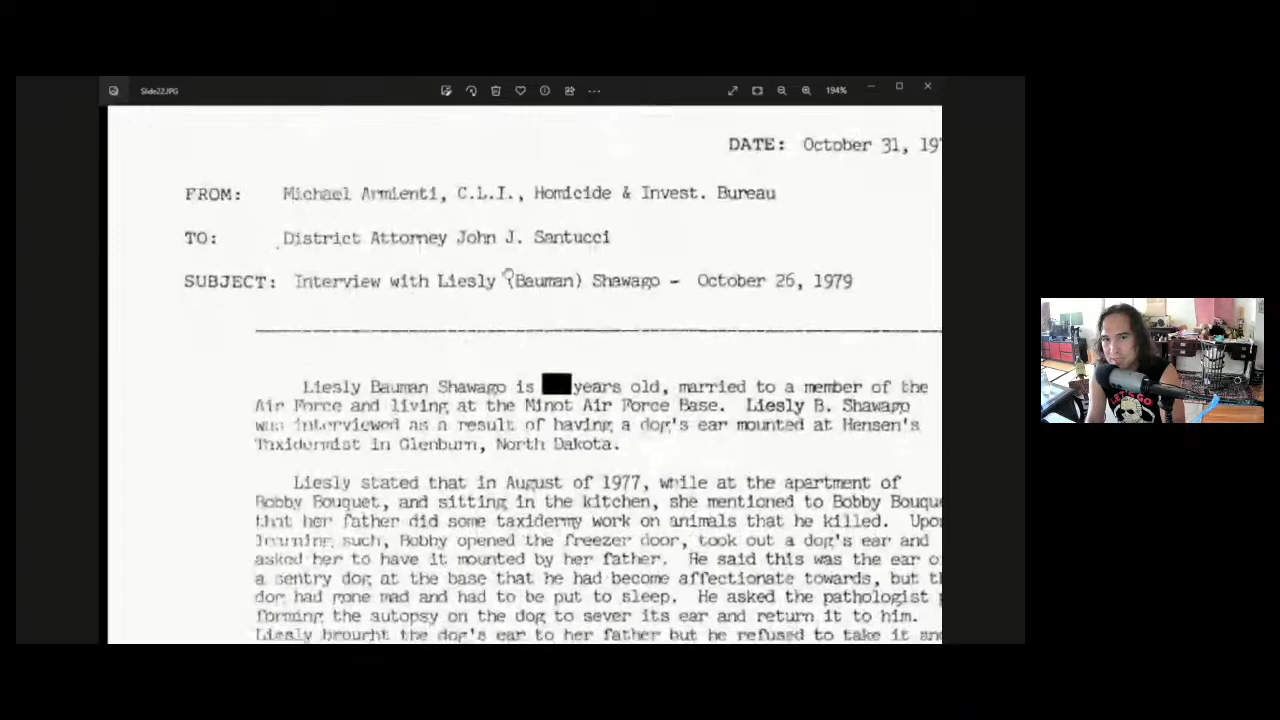 Slide22.JPG
194%
DATE: October 31, 197
FROM: Michael Armienti, C.L.I., Homicide & Invest. Bureau
TO: District Attorney John J. Santucci
SUBJECT: Interview with Liesly (Bauman) Shawago - October 26, 1979
Liesly Bauman Shawago is years old, married to a member of the
Air Force and living at the Minot Air Force Base. Liesly B. Shawago
was interviewed as a result of having a dog's ear mounted at Hensen's
Taxidermist in Glenburn, North Dakota.
Liesly stated that in August of 1977, while at the apartment of
Bobby Bouquet, and sitting in the kitchen, she mentioned to Bobby Bouque
that her father did some taxidermy work on animals that he killed. Upon
learning such, Bobby opened the freezer door, took out a dog's ear and
asked her to have it mounted by her father. He said this was the ear o
a sentry dog at the base that he had become affectionate towards, but th
dog had gone mad and had to be put to sleep. He asked the pathologist p
forming the autopsy on the dog to sever its ear and return it to him.
Liesly brought the dog's ear to her father but he refused to take it and